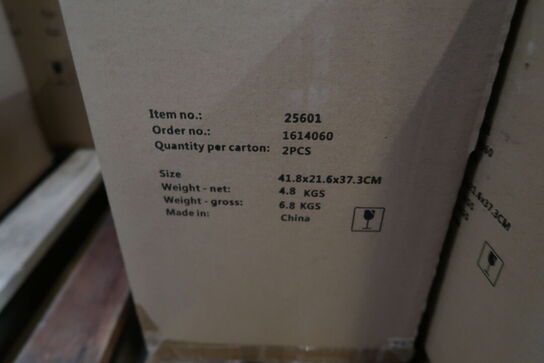 Item no.: 25601
Order no.: 1614060
Quantity per carton: 2PCS
Size 41.8x21.6x37.3CM
Weight - net: 4.8 KGS
Weight - gross: 6.8 KGS
Made in: China